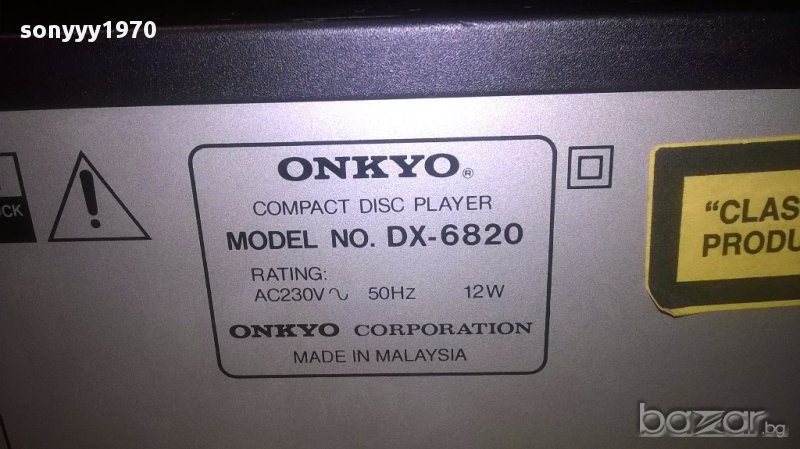 sonyyy1970
ONKYO®
COMPACT DISC PLAYER
MODEL NO. DX-6820
RATING:
AC230V∿ 50Hz 12W
ONKYO CORPORATION
MADE IN MALAYSIA
"CLAS
PRODU
bazar.bg